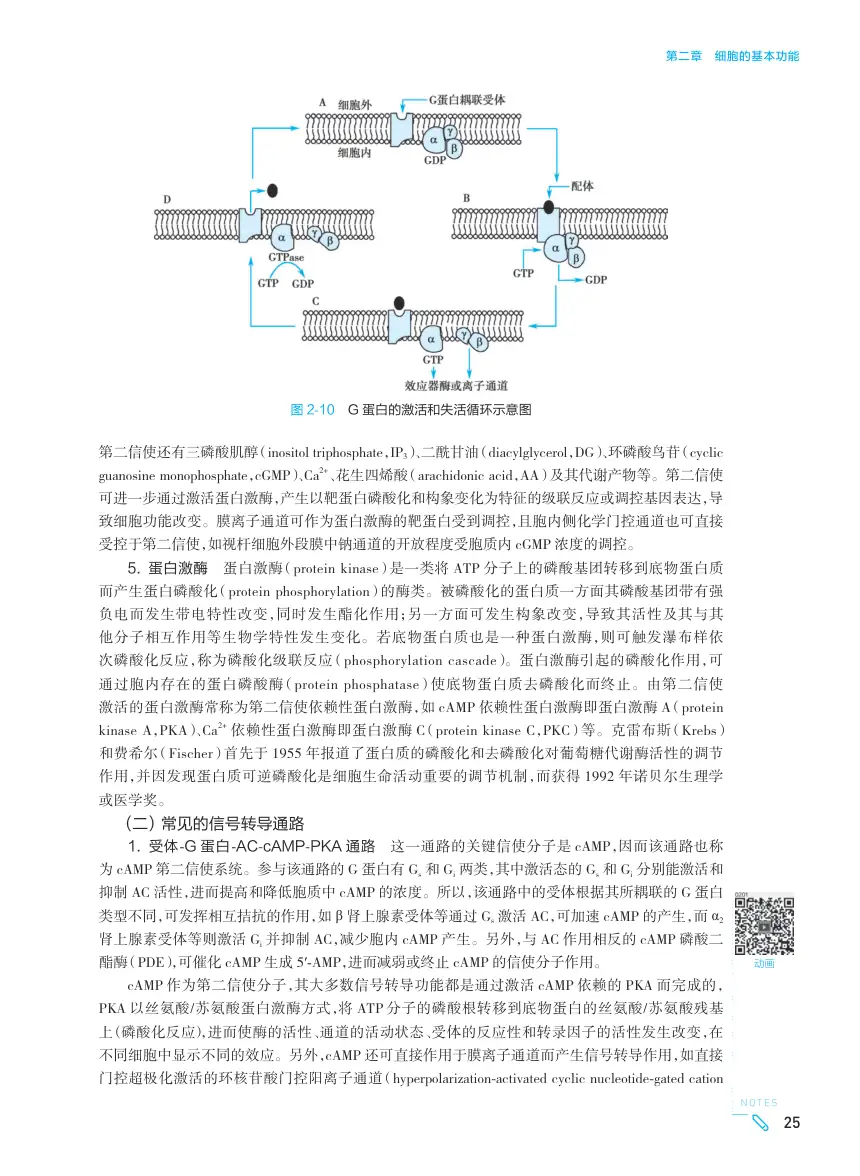 第二章 细胞的基本功能
A 细胞外
G蛋白耦联受体
α γ β
细胞内
GDP
D
配体
B
α γ β
α γ β
GTPase
GTP
GDP
GTP GDP
C
α γ β
GTP
效应器酶或离子通道
图 2-10 G 蛋白的激活和失活循环示意图
第二信使还有三磷酸肌醇（inositol triphosphate，IP₃）、二酰甘油（diacylglycerol，DG）、环磷酸鸟苷（cyclic
guanosine monophosphate，cGMP）、Ca²⁺、花生四烯酸（arachidonic acid，AA）及其代谢产物等。第二信使
可进一步通过激活蛋白激酶，产生以靶蛋白磷酸化和构象变化为特征的级联反应或调控基因表达，导
致细胞功能改变。膜离子通道可作为蛋白激酶的靶蛋白受到调控，且胞内侧化学门控通道也可直接
受控于第二信使，如视杆细胞外段膜中钠通道的开放程度受胞质内 cGMP 浓度的调控。
5. 蛋白激酶 蛋白激酶（protein kinase）是一类将 ATP 分子上的磷酸基团转移到底物蛋白质
而产生蛋白磷酸化（protein phosphorylation）的酶类。被磷酸化的蛋白质一方面其磷酸基团带有强
负电而发生带电特性改变，同时发生酯化作用；另一方面可发生构象改变，导致其活性及其与其
他分子相互作用等生物学特性发生变化。若底物蛋白质也是一种蛋白激酶，则可触发瀑布样依
次磷酸化反应，称为磷酸化级联反应（phosphorylation cascade）。蛋白激酶引起的磷酸化作用，可
通过胞内存在的蛋白磷酸酶（protein phosphatase）使底物蛋白质去磷酸化而终止。由第二信使
激活的蛋白激酶常称为第二信使依赖性蛋白激酶，如 cAMP 依赖性蛋白激酶即蛋白激酶 A（protein
kinase A，PKA）、Ca²⁺ 依赖性蛋白激酶即蛋白激酶 C（protein kinase C，PKC）等。克雷布斯（Krebs）
和费希尔（Fischer）首先于 1955 年报道了蛋白质的磷酸化和去磷酸化对葡萄糖代谢酶活性的调节
作用，并因发现蛋白质可逆磷酸化是细胞生命活动重要的调节机制，而获得 1992 年诺贝尔生理学
或医学奖。
（二）常见的信号转导通路
1. 受体-G 蛋白-AC-cAMP-PKA 通路 这一通路的关键信使分子是 cAMP，因而该通路也称
为 cAMP 第二信使系统。参与该通路的 G 蛋白有 Gₛ 和 Gᵢ 两类，其中激活态的 Gₛ 和 Gᵢ 分别能激活和
抑制 AC 活性，进而提高和降低胞质中 cAMP 的浓度。所以，该通路中的受体根据其所耦联的 G 蛋白
类型不同，可发挥相互拮抗的作用，如 β 肾上腺素受体等通过 Gₛ 激活 AC，可加速 cAMP 的产生，而 α₂
肾上腺素受体等则激活 Gᵢ 并抑制 AC，减少胞内 cAMP 产生。另外，与 AC 作用相反的 cAMP 磷酸二
酯酶（PDE），可催化 cAMP 生成 5′-AMP，进而减弱或终止 cAMP 的信使分子作用。
cAMP 作为第二信使分子，其大多数信号转导功能都是通过激活 cAMP 依赖的 PKA 而完成的，
PKA 以丝氨酸/苏氨酸蛋白激酶方式，将 ATP 分子的磷酸根转移到底物蛋白的丝氨酸/苏氨酸残基
上（磷酸化反应），进而使酶的活性、通道的活动状态、受体的反应性和转录因子的活性发生改变，在
不同细胞中显示不同的效应。另外，cAMP 还可直接作用于膜离子通道而产生信号转导作用，如直接
门控超极化激活的环核苷酸门控阳离子通道（hyperpolarization-activated cyclic nucleotide-gated cation
0201
动画
NOTES
25